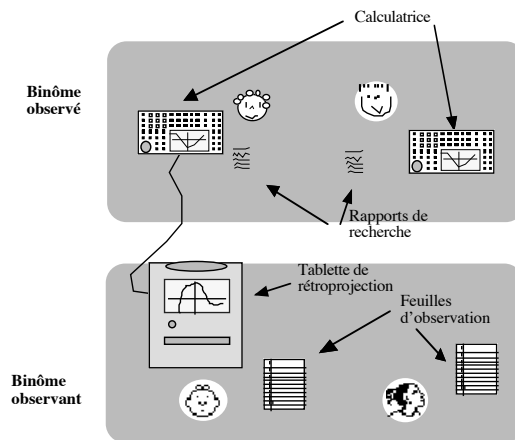 Calculatrice
Binôme
observé
Rapports de
recherche
Tablette de
rétroprojection
Feuilles
d'observation
Binôme
observant